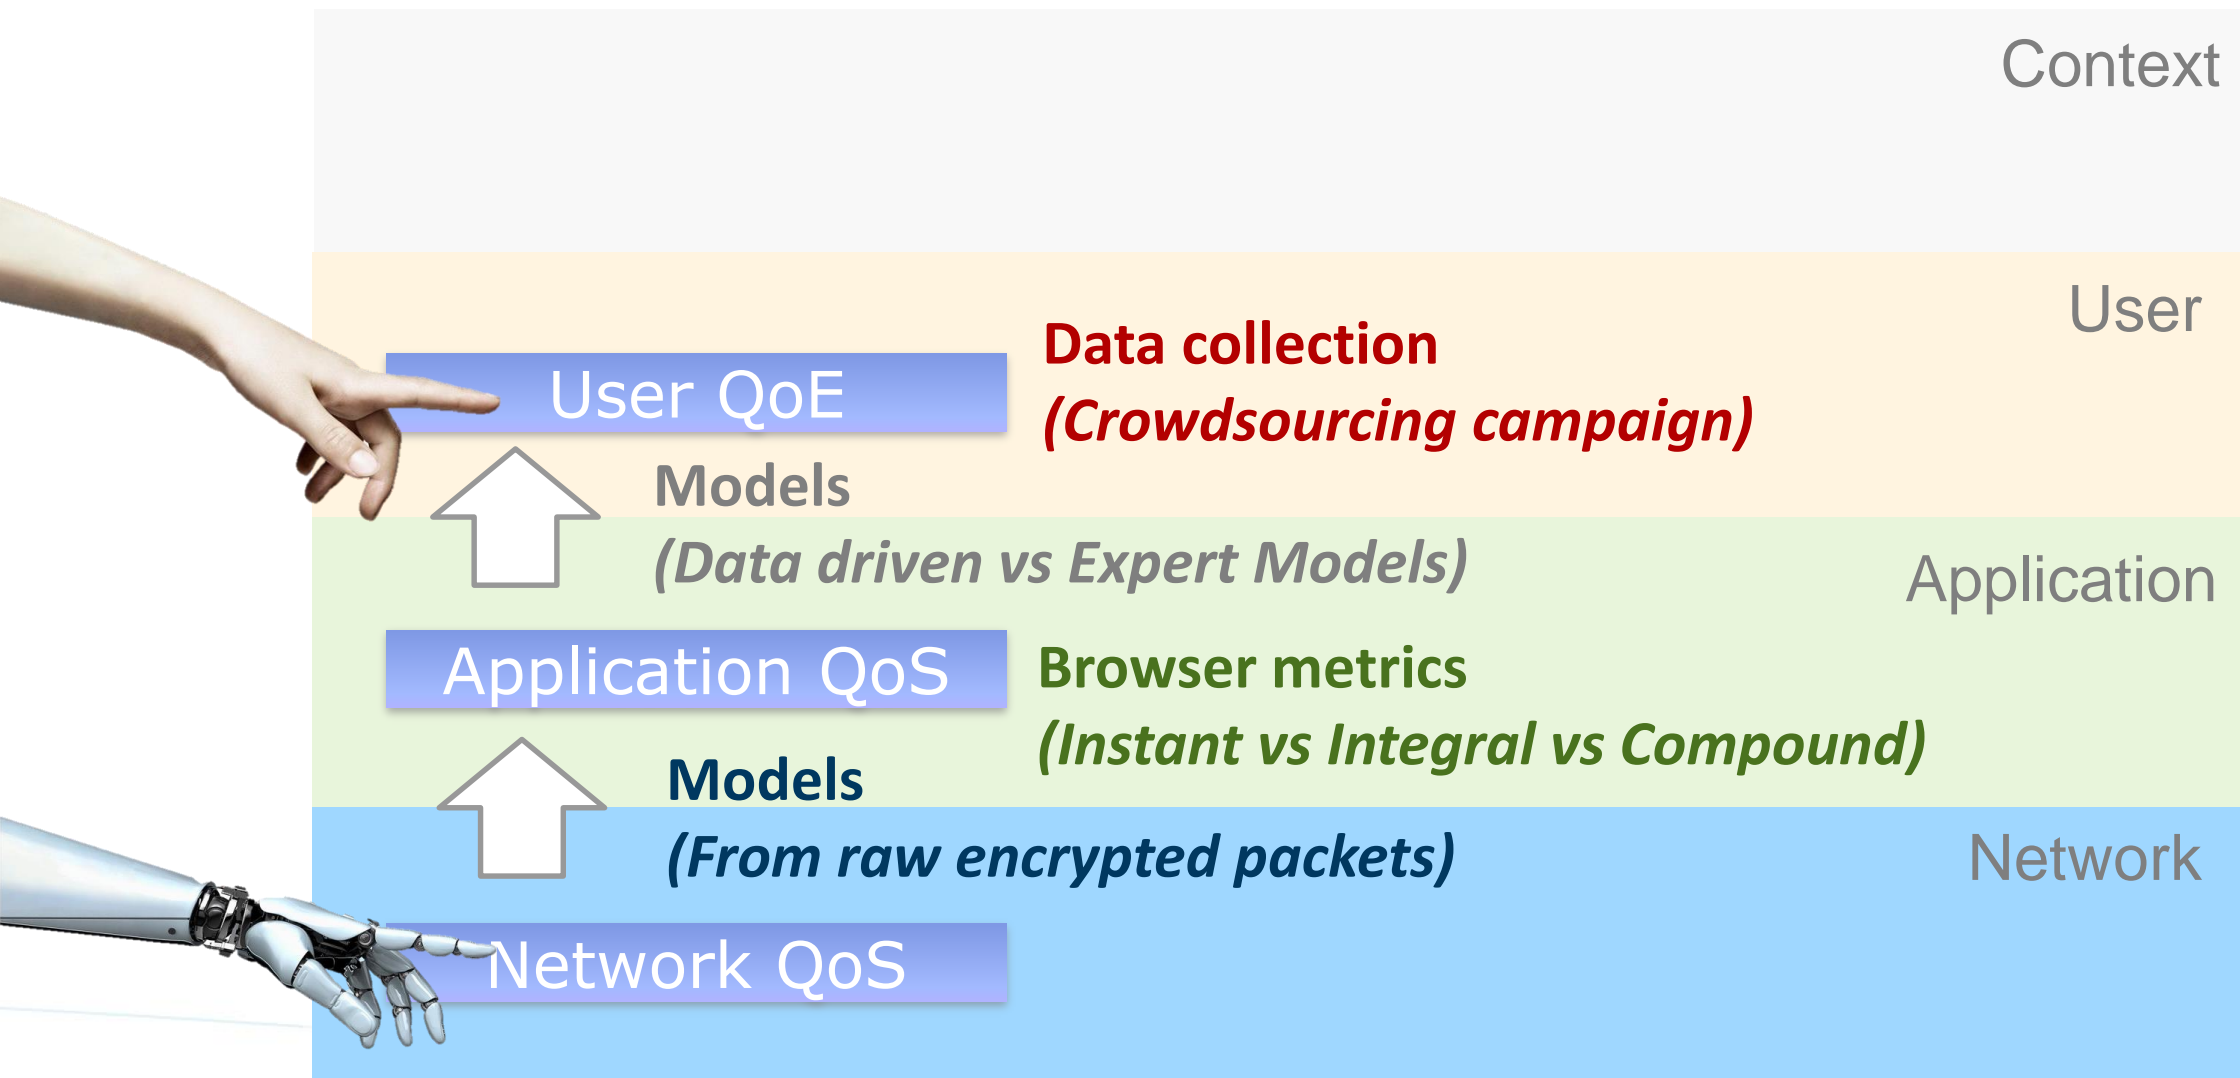 Context
User
Data collection
User QoE
(Crowdsourcing campaign)
Models
(Data driven vs Expert Models)
Application
Application QoS
Browser metrics
(Instant vs Integral vs Compound)
Models
(From raw encrypted packets)
Network
Network QoS